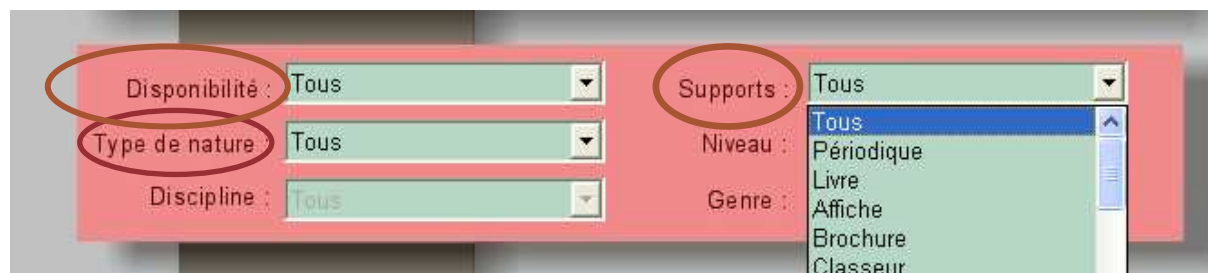 Disponibilité : Tous
Supports : Tous
Type de nature : Tous
Niveau :
Discipline : Tous
Genre :
Tous
Périodique
Livre
Affiche
Brochure
Classeur